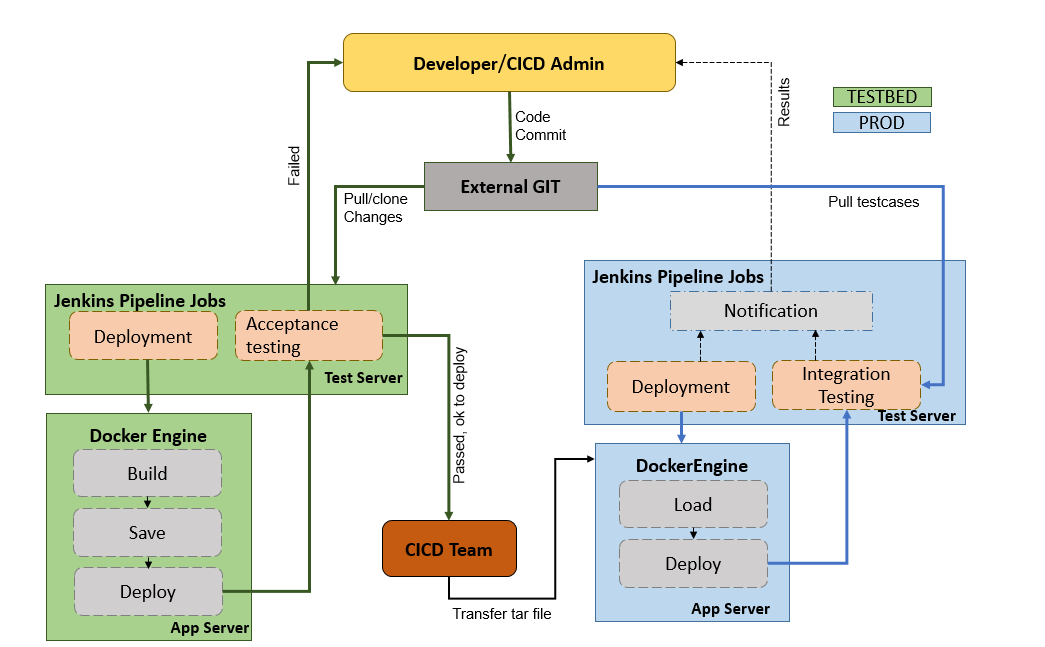 Developer/CICD Admin
TESTBED
PROD
Results
Code
Commit
Failed
External GIT
Pull/clone
Changes
Pull testcases
Jenkins Pipeline Jobs
Deployment
Acceptance
testing
Test Server
Jenkins Pipeline Jobs
Notification
Deployment
Integration
Testing
Test Server
Passed, ok to deploy
Docker Engine
Build
Save
Deploy
App Server
CICD Team
Transfer tar file
DockerEngine
Load
Deploy
App Server